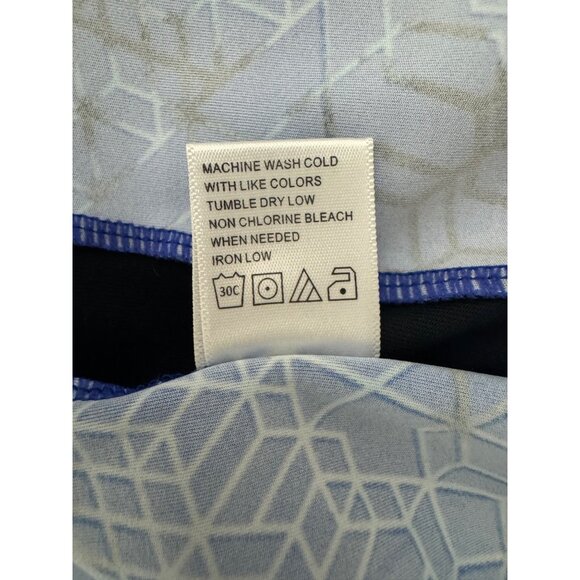 MACHINE WASH COLD
WITH LIKE COLORS
TUMBLE DRY LOW
NON CHLORINE BLEACH
WHEN NEEDED
IRON LOW
30C